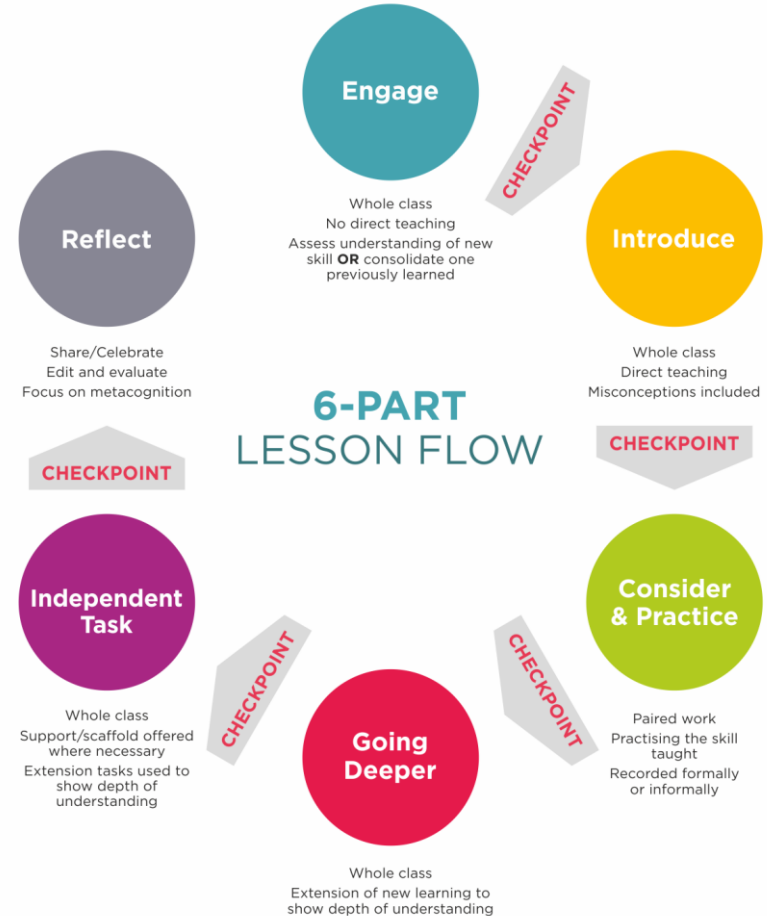 6-PART
LESSON FLOW
Engage
Whole class
No direct teaching
Assess understanding of new
skill OR consolidate one
previously learned
CHECKPOINT
Introduce
Whole class
Direct teaching
Misconceptions included
CHECKPOINT
Consider
& Practice
Paired work
Practising the skill
taught
Recorded formally
or informally
CHECKPOINT
Going
Deeper
Whole class
Extension of new learning to
show depth of understanding
CHECKPOINT
Independent
Task
Whole class
Support/scaffold offered
where necessary
Extension tasks used to
show depth of
understanding
CHECKPOINT
Reflect
Share/Celebrate
Edit and evaluate
Focus on metacognition